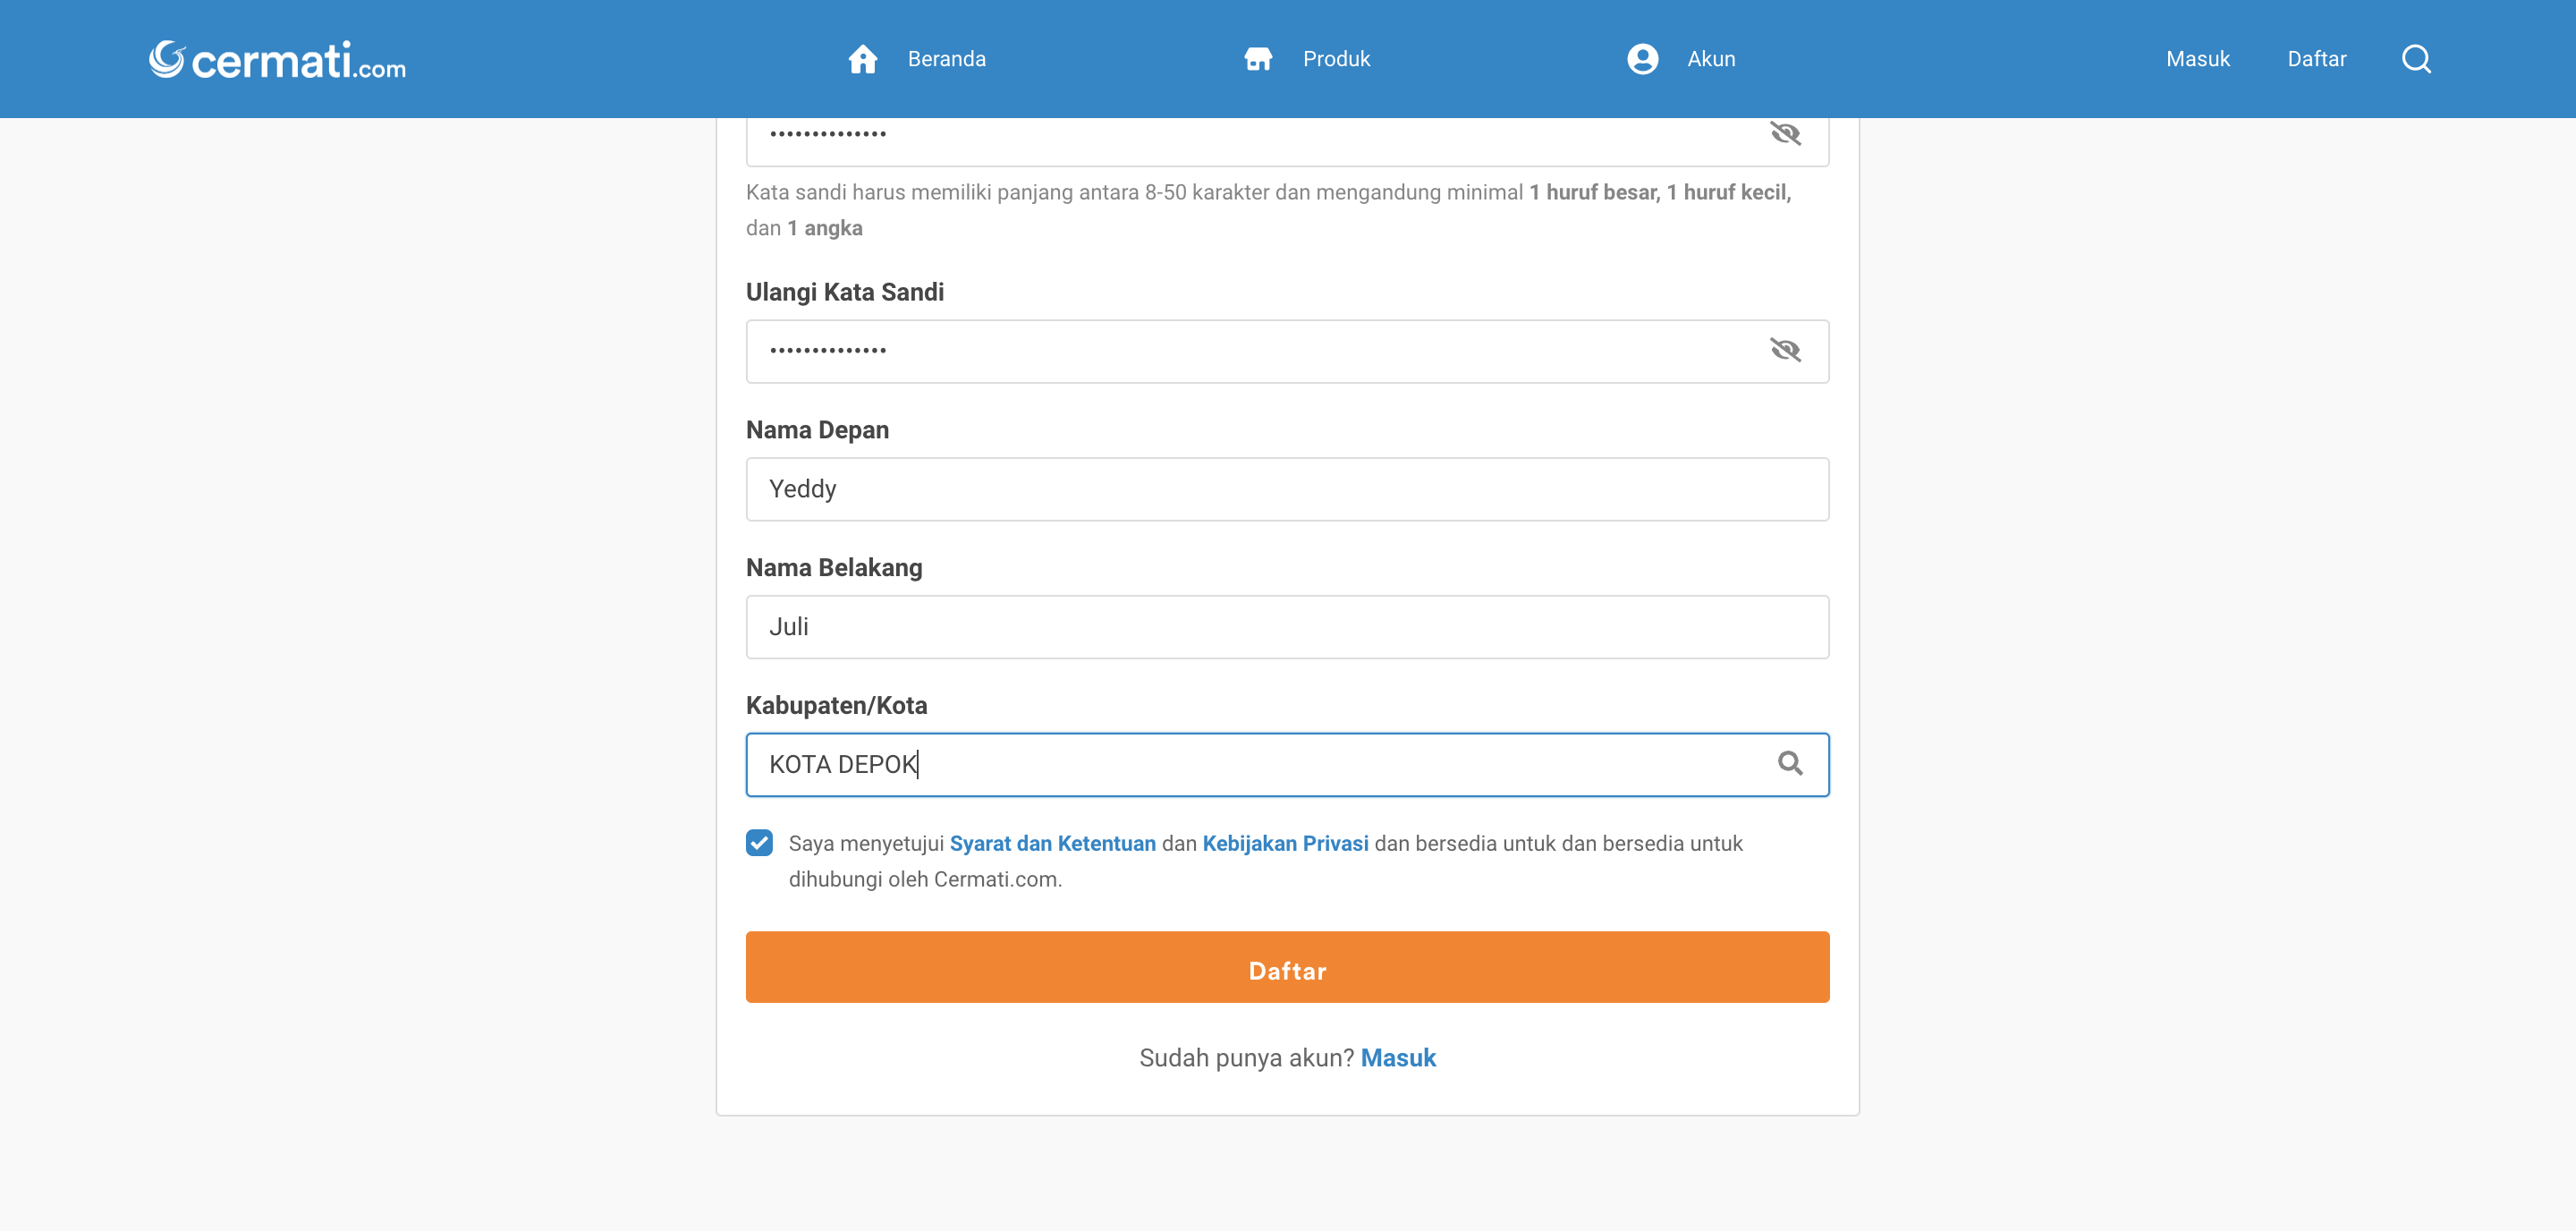 cermati.com
Beranda
Produk
Akun
Masuk
Daftar
••••••••••••••
Kata sandi harus memiliki panjang antara 8-50 karakter dan mengandung minimal 1 huruf besar, 1 huruf kecil,
dan 1 angka
Ulangi Kata Sandi
••••••••••••••
Nama Depan
Yeddy
Nama Belakang
Juli
Kabupaten/Kota
KOTA DEPOK
Saya menyetujui Syarat dan Ketentuan dan Kebijakan Privasi dan bersedia untuk dan bersedia untuk
dihubungi oleh Cermati.com.
Daftar
Sudah punya akun? Masuk